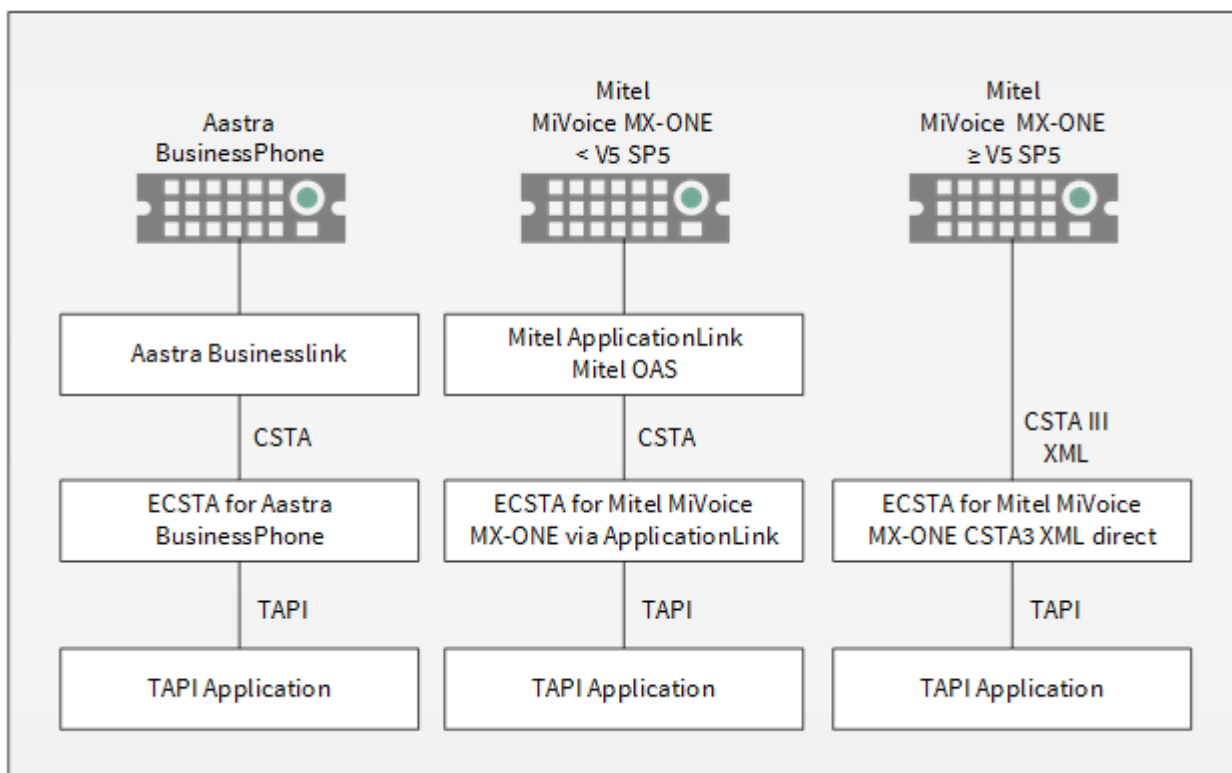 Aastra
BusinessPhone
Mitel
MiVoice MX-ONE
< V5 SP5
Mitel
MiVoice MX-ONE
≥ V5 SP5
Aastra Businesslink
Mitel ApplicationLink
Mitel OAS
CSTA
CSTA
CSTA III
XML
ECSTA for Aastra
BusinessPhone
ECSTA for Mitel MiVoice
MX-ONE via ApplicationLink
ECSTA for Mitel MiVoice
MX-ONE CSTA3 XML direct
TAPI
TAPI
TAPI
TAPI Application
TAPI Application
TAPI Application